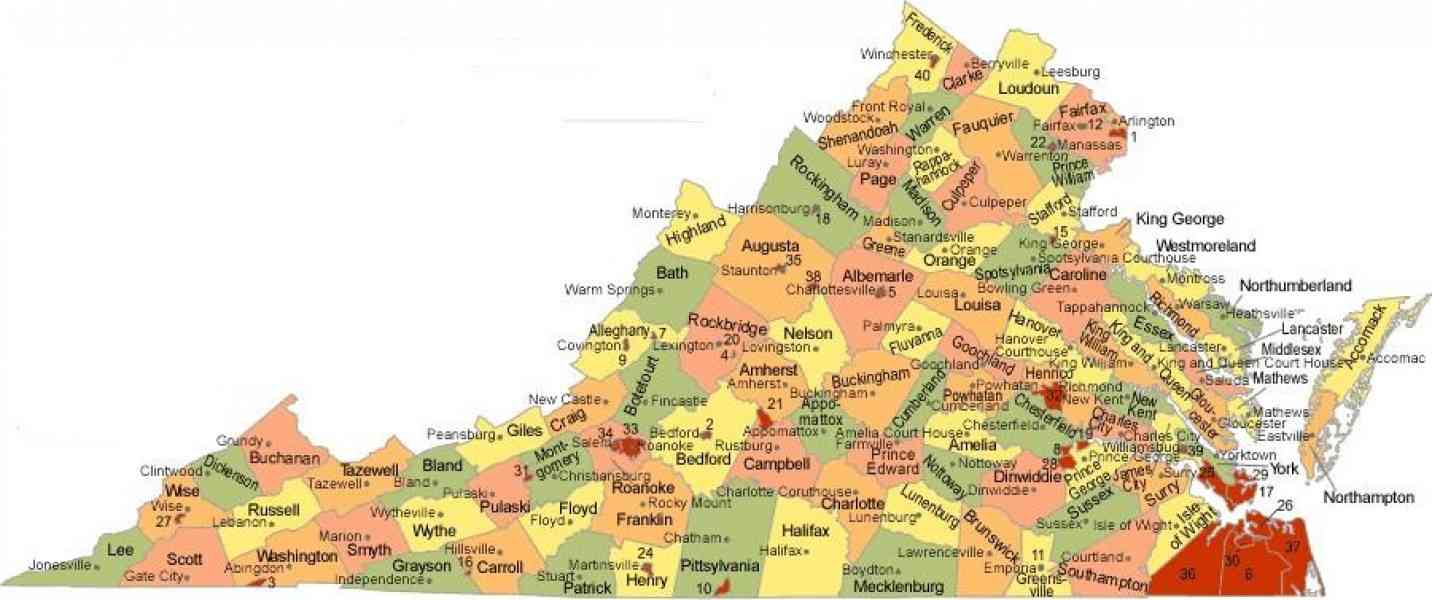 Frederick
Winchester
40
Clarke
Berryville
Leesburg
Loudoun
Front Royal
Woodstock
Shenandoah
Warren
Fauquier
Fairfax
Fairfax
12
Arlington
1
22
Manassas
Washington
Luray
Page
Rappa-
hannock
Warrenton
Prince
William
Rockingham
Madison
Culpeper
Culpeper
Stafford
Stafford
Monterey
Highland
Harrisonburg
18
Madison
Stanardsville
Greene
Orange
Orange
15
King George
King George
Westmoreland
Augusta
35
Staunton
38
Albemarle
Charlottesville
5
Spotsylvania
Spotsylvania Courthouse
Caroline
Bowling Green
Montross
Northumberland
Bath
Warm Springs
Louisa
Louisa
Tappahannock
Essex
Richmond
Warsaw
Heathsville
Lancaster
Lancaster
Middlesex
Alleghany
7
Covington
9
Rockbridge
20
Lexington
4
Nelson
Lovingston
Palmyra
Fluvanna
Hanover
Hanover
Courthouse
King
William
King and
Queen
King William
King and Queen Court House
Saluda
Mathews
Mathews
Accomack
Accomac
Goochland
Goochland
Amherst
Amherst
Buckingham
Buckingham
Cumberland
Cumberland
Powhatan
Powhatan
Henrico
32
Richmond
New Kent
New
Kent
Glou-
cester
Gloucester
Eastville
Northampton
Botetourt
Fincastle
New Castle
Craig
Giles
Pearisburg
21
Appo-
mattox
Appomattox
Chesterfield
Chesterfield
19
Charles
City
Charles City
Williamsburg
39
Yorktown
York
34
33
Salem
Roanoke
Roanoke
Bedford
2
Bedford
Rustburg
Campbell
Amelia Court House
Amelia
Farmville
Prince
Edward
Nottoway
Nottoway
8
28
Dinwiddie
Dinwiddie
Prince George
Prince
George
James
City
Surry
Surry
25
29
17
26
Grundy
Buchanan
Clintwood
Dickenson
Wise
Wise
27
Tazewell
Tazewell
Bland
Bland
Mont-
gomery
31
Christiansburg
Pulaski
Pulaski
Floyd
Floyd
Franklin
Rocky Mount
Charlotte Coruthouse
Charlotte
Lunenburg
Lunenburg
Brunswick
Sussex
Sussex
Isle of Wight
Isle
of Wight
Russell
Lebanon
Wytheville
Wythe
Lee
Jonesville
Scott
Gate City
Washington
Abingdon
3
Marion
Smyth
Grayson
Independence
Hillsville
16
Carroll
Stuart
Patrick
24
Martinsville
Henry
Chatham
Pittsylvania
10
Halifax
Halifax
Boydton
Mecklenburg
Lawrenceville
11
Emporia
Greens-
ville
Courtland
Southampton
36
30
6
37